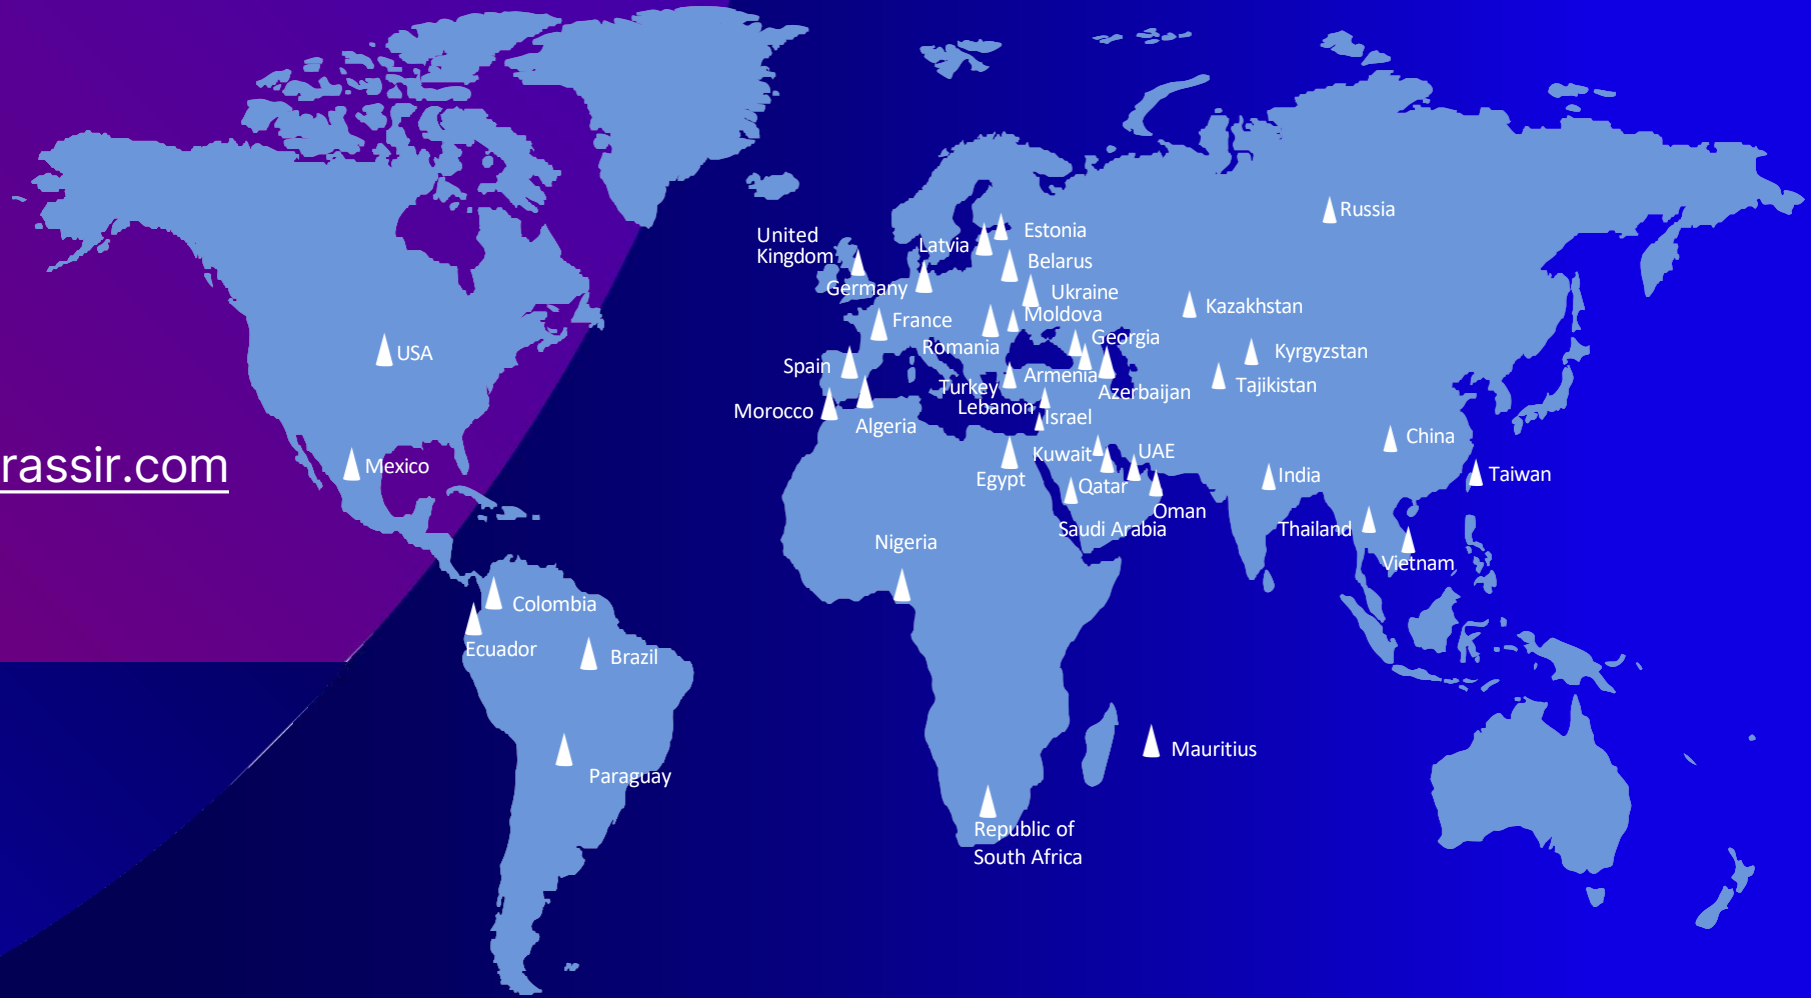 rassir.com
USA
Mexico
Colombia
Ecuador
Brazil
Paraguay
United
Kingdom
Latvia
Estonia
Belarus
Germany
Ukraine
France
Moldova
Romania
Georgia
Spain
Armenia
Turkey
Azerbaijan
Morocco
Lebanon
Israel
Algeria
Egypt
Kuwait
UAE
Qatar
Oman
Saudi Arabia
Nigeria
Republic of
South Africa
Mauritius
Russia
Kazakhstan
Kyrgyzstan
Tajikistan
China
India
Taiwan
Thailand
Vietnam